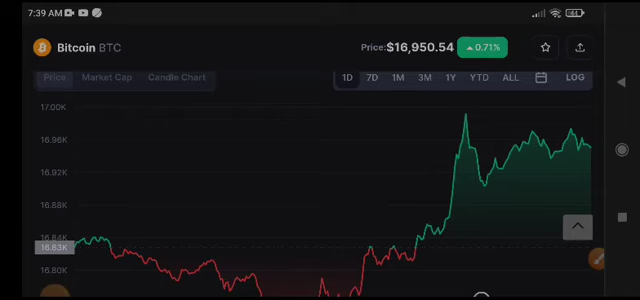 7:39 AM
44
Bitcoin BTC
Price: $16,950.54 0.71%
Price Market Cap Candle Chart
1D 7D 1M 3M 1Y YTD ALL LOG
17.00K
16.96K
16.92K
16.88K
16.84K
16.83K
16.80K